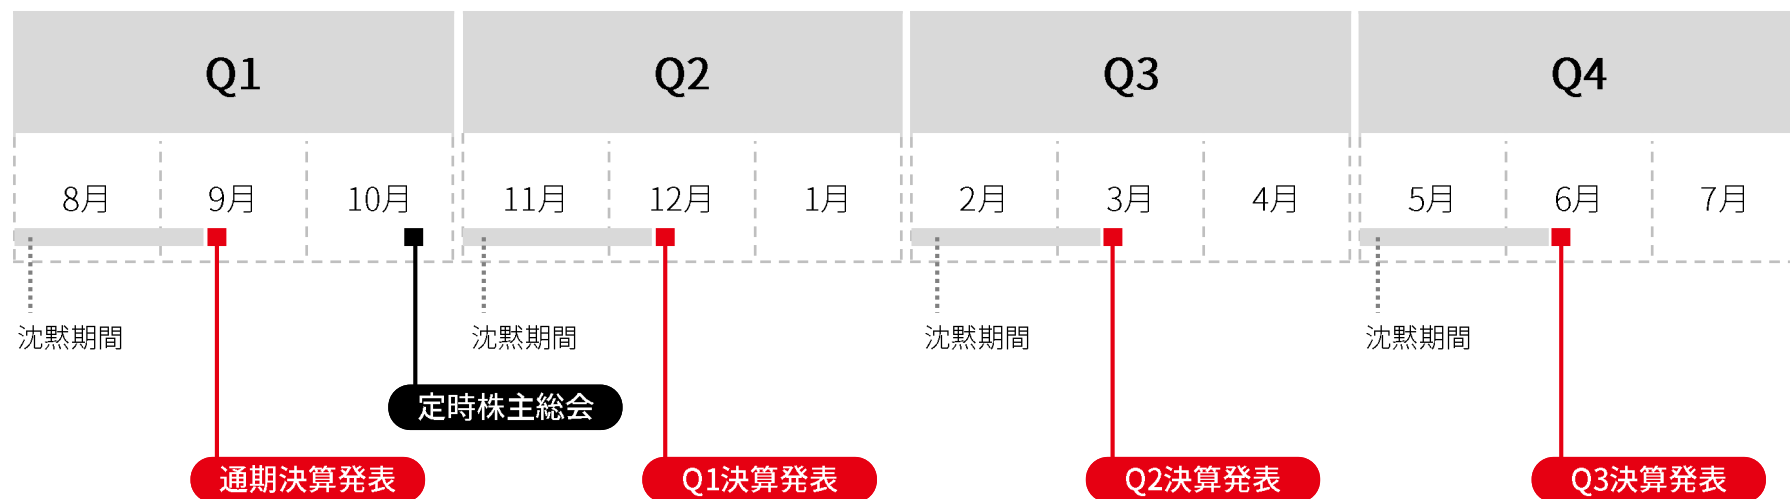 Q1 Q2 Q3 Q4
8月 9月 10月 11月 12月 1月 2月 3月 4月 5月 6月 7月
沈黙期間 沈黙期間 沈黙期間 沈黙期間
定時株主総会
通期決算発表 Q1決算発表 Q2決算発表 Q3決算発表